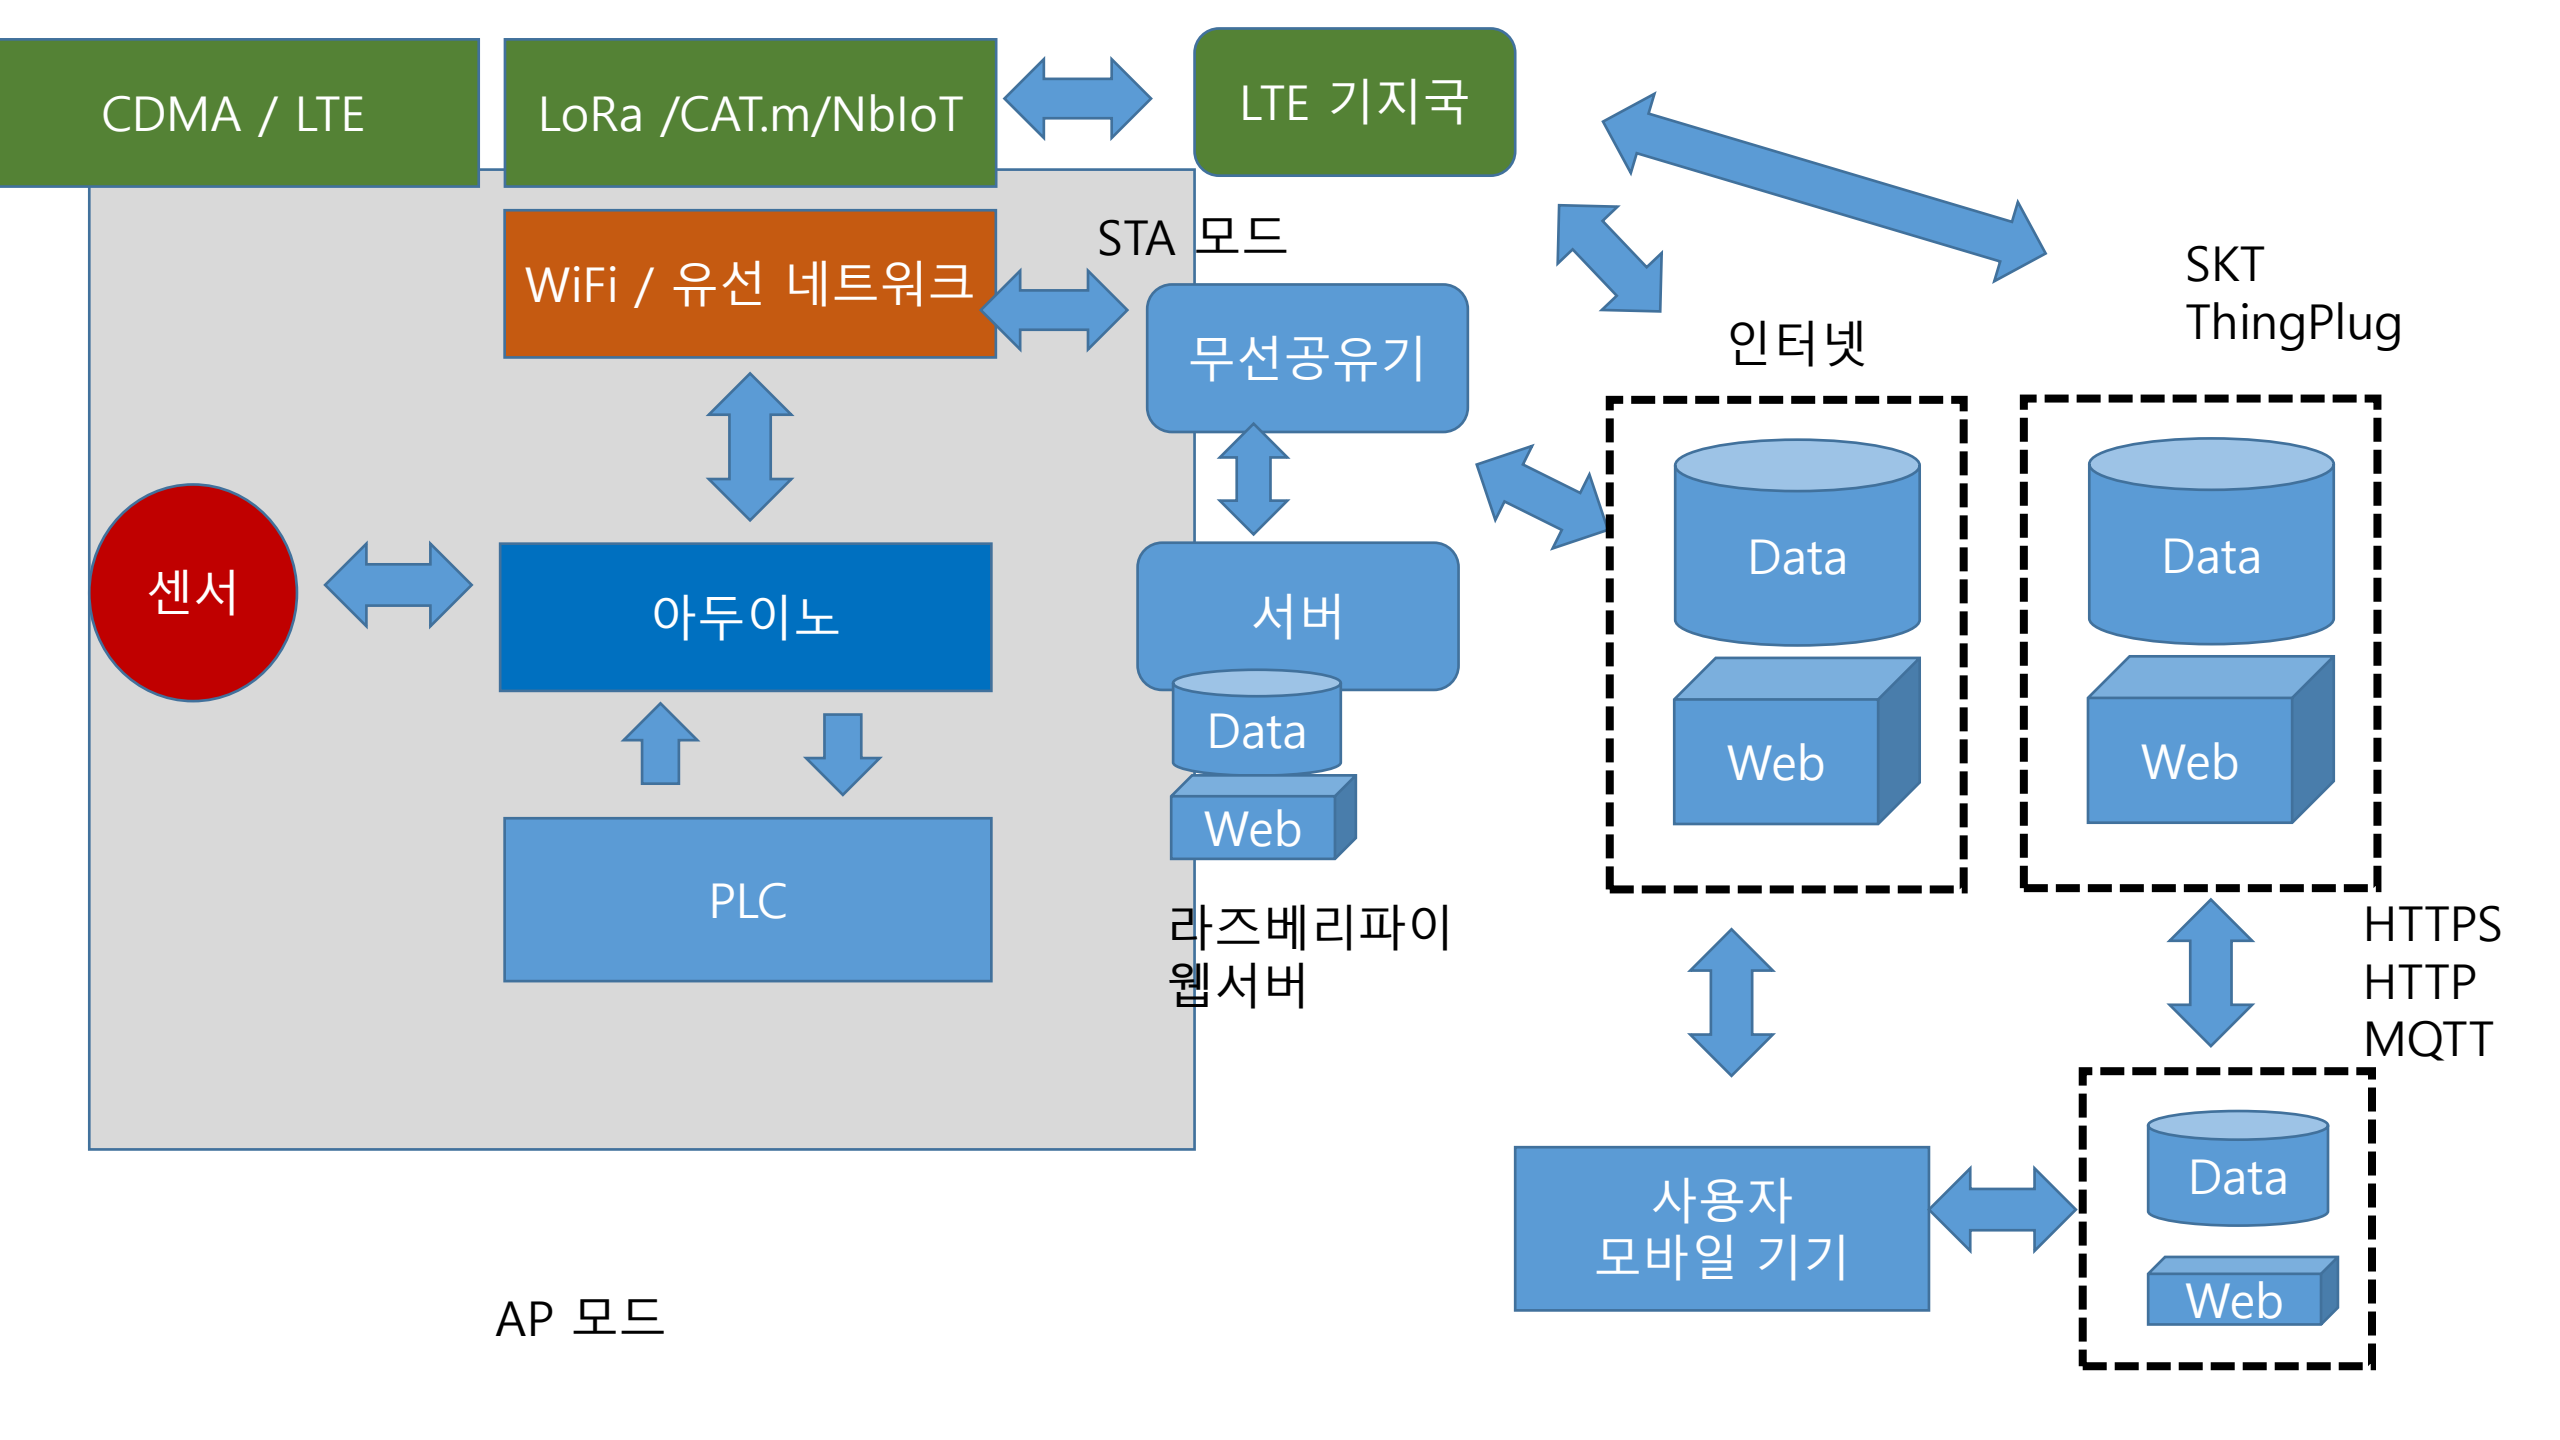 CDMA / LTE
LoRa /CAT.m/NbIoT
LTE 기지국
WiFi / 유선 네트워크
STA 모드
무선공유기
인터넷
SKT
ThingPlug
센서
아두이노
서버
Data
Web
라즈베리파이
웹서버
PLC
Data
Web
Data
Web
HTTPS
HTTP
MQTT
사용자
모바일 기기
Data
Web
AP 모드